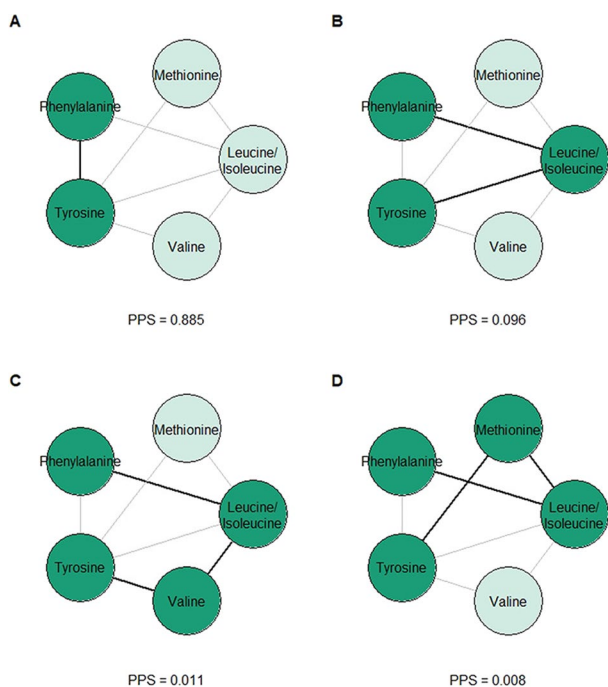 A
B
Methionine
Phenylalanine
Leucine/
Isoleucine
Tyrosine
Valine
PPS = 0.885
Methionine
Phenylalanine
Leucine/
Isoleucine
Tyrosine
Valine
PPS = 0.096
C
D
Methionine
Phenylalanine
Leucine/
Isoleucine
Tyrosine
Valine
PPS = 0.011
Methionine
Phenylalanine
Leucine/
Isoleucine
Tyrosine
Valine
PPS = 0.008